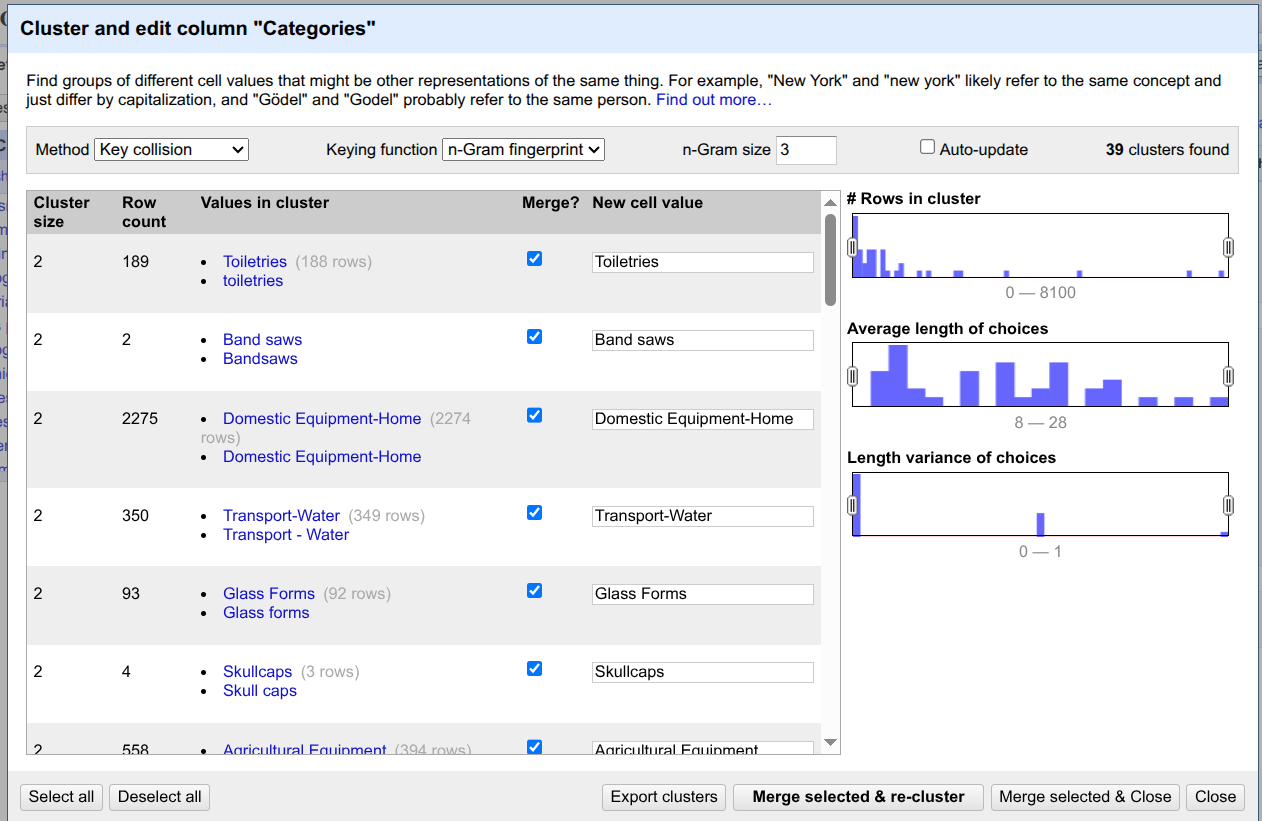 Cluster and edit column "Categories"
Find groups of different cell values that might be other representations of the same thing. For example, "New York" and "new york" likely refer to the same concept and
just differ by capitalization, and "Gödel" and "Godel" probably refer to the same person. Find out more…
Method Key collision Keying function n-Gram fingerprint n-Gram size 3 Auto-update 39 clusters found
Cluster size Row count Values in cluster Merge? New cell value
2 189 • Toiletries (188 rows) Toiletries
• toiletries
2 2 • Band saws Band saws
• Bandsaws
2 2275 • Domestic Equipment-Home (2274 Domestic Equipment-Home
rows)
• Domestic Equipment-Home
2 350 • Transport-Water (349 rows) Transport-Water
• Transport - Water
2 93 • Glass Forms (92 rows) Glass Forms
• Glass forms
2 4 • Skullcaps (3 rows) Skullcaps
• Skull caps
2 558 • Agricultural Equipment (394 rows) Agricultural Equipment
# Rows in cluster
0 — 8100
Average length of choices
8 — 28
Length variance of choices
0 — 1
Select all Deselect all Export clusters Merge selected & re-cluster Merge selected & Close Close